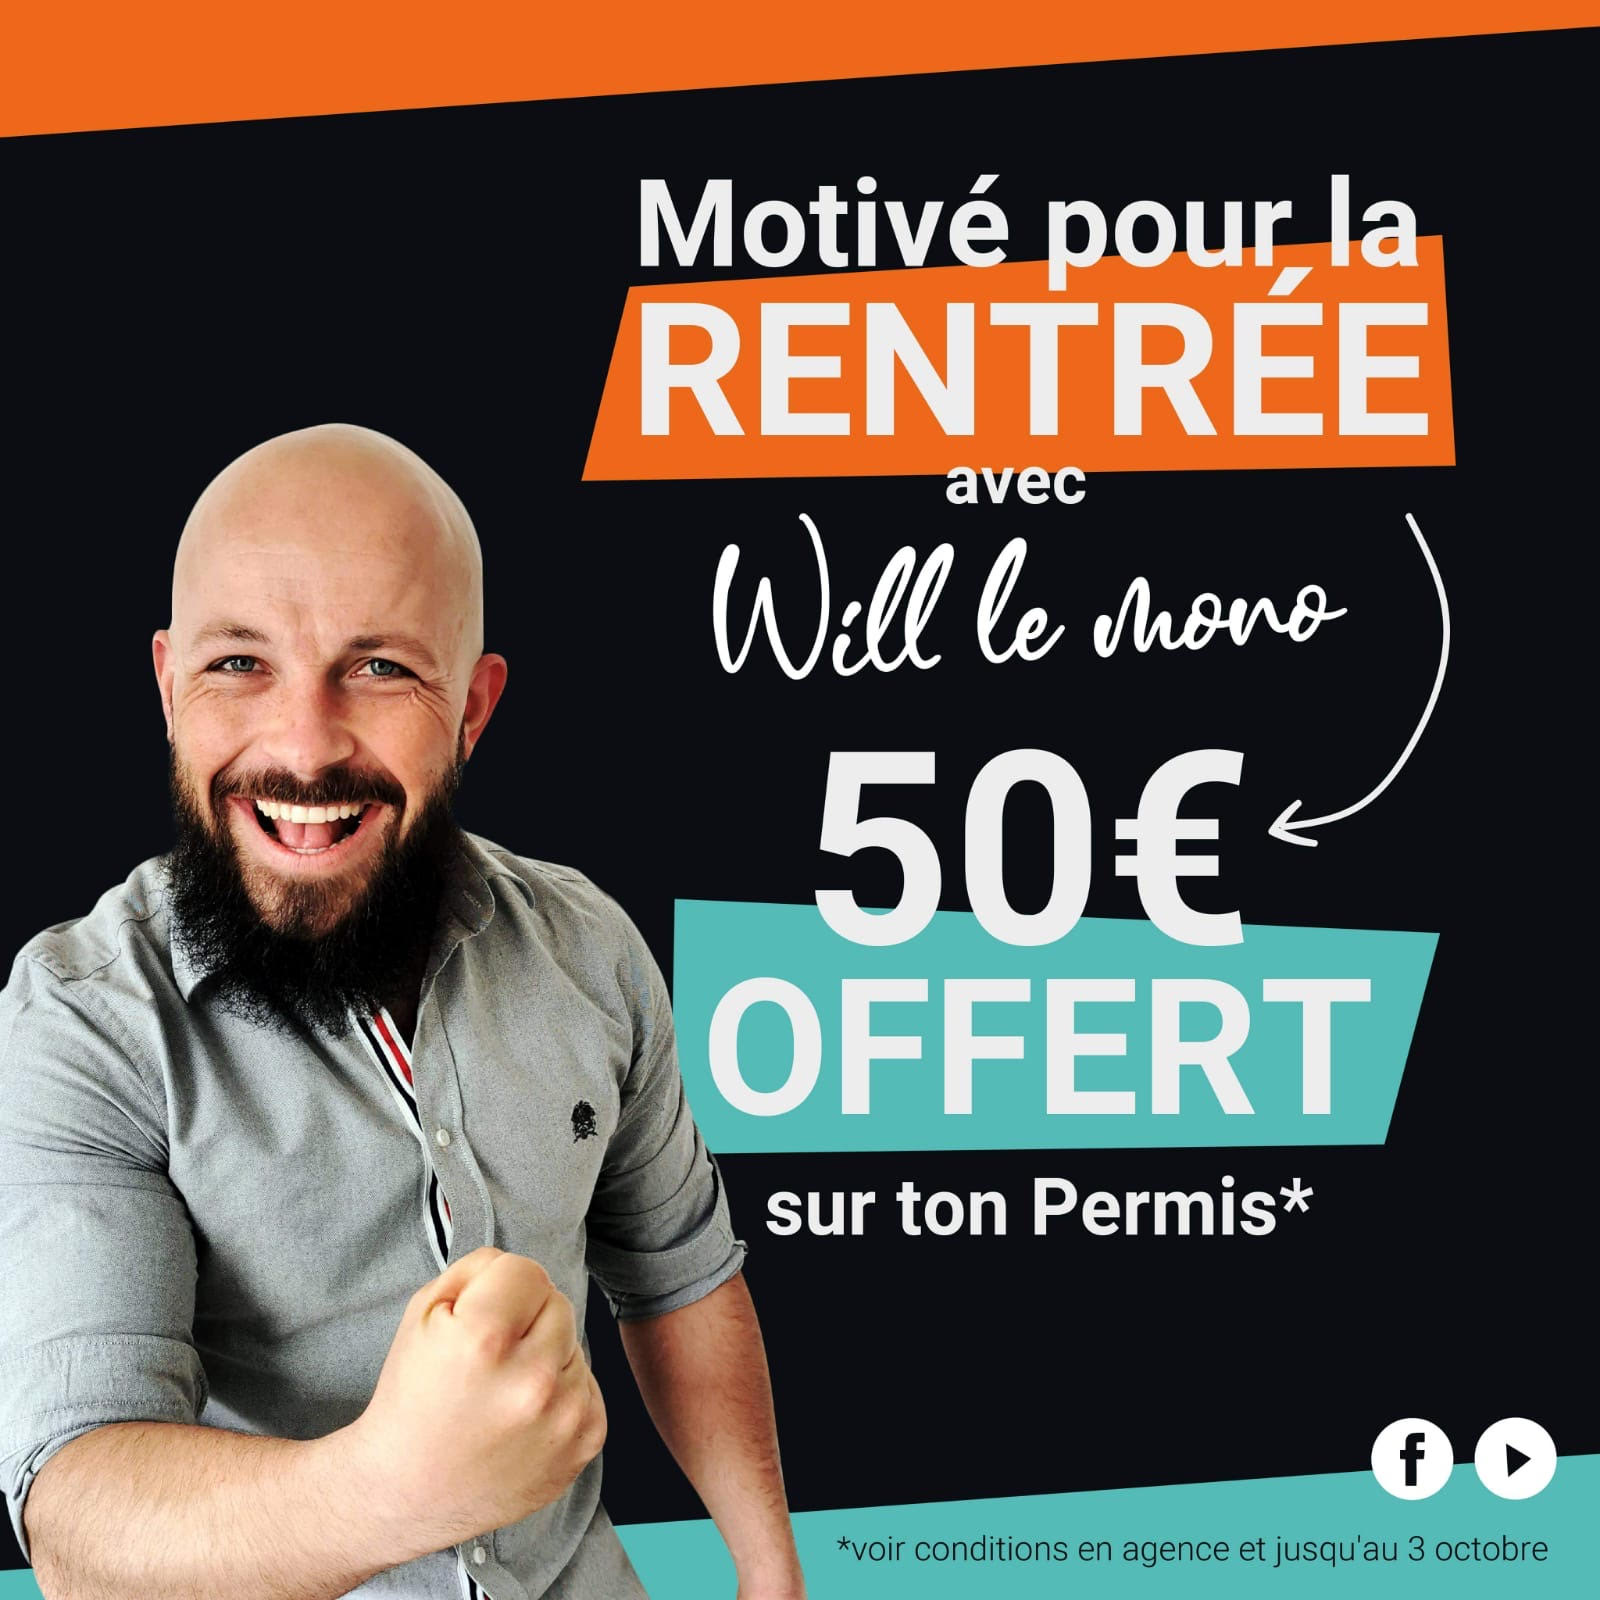 Motivé pour la
RENTRÉE
avec
Will le mono
50€
OFFERT
sur ton Permis*
*voir conditions en agence et jusqu'au 3 octobre